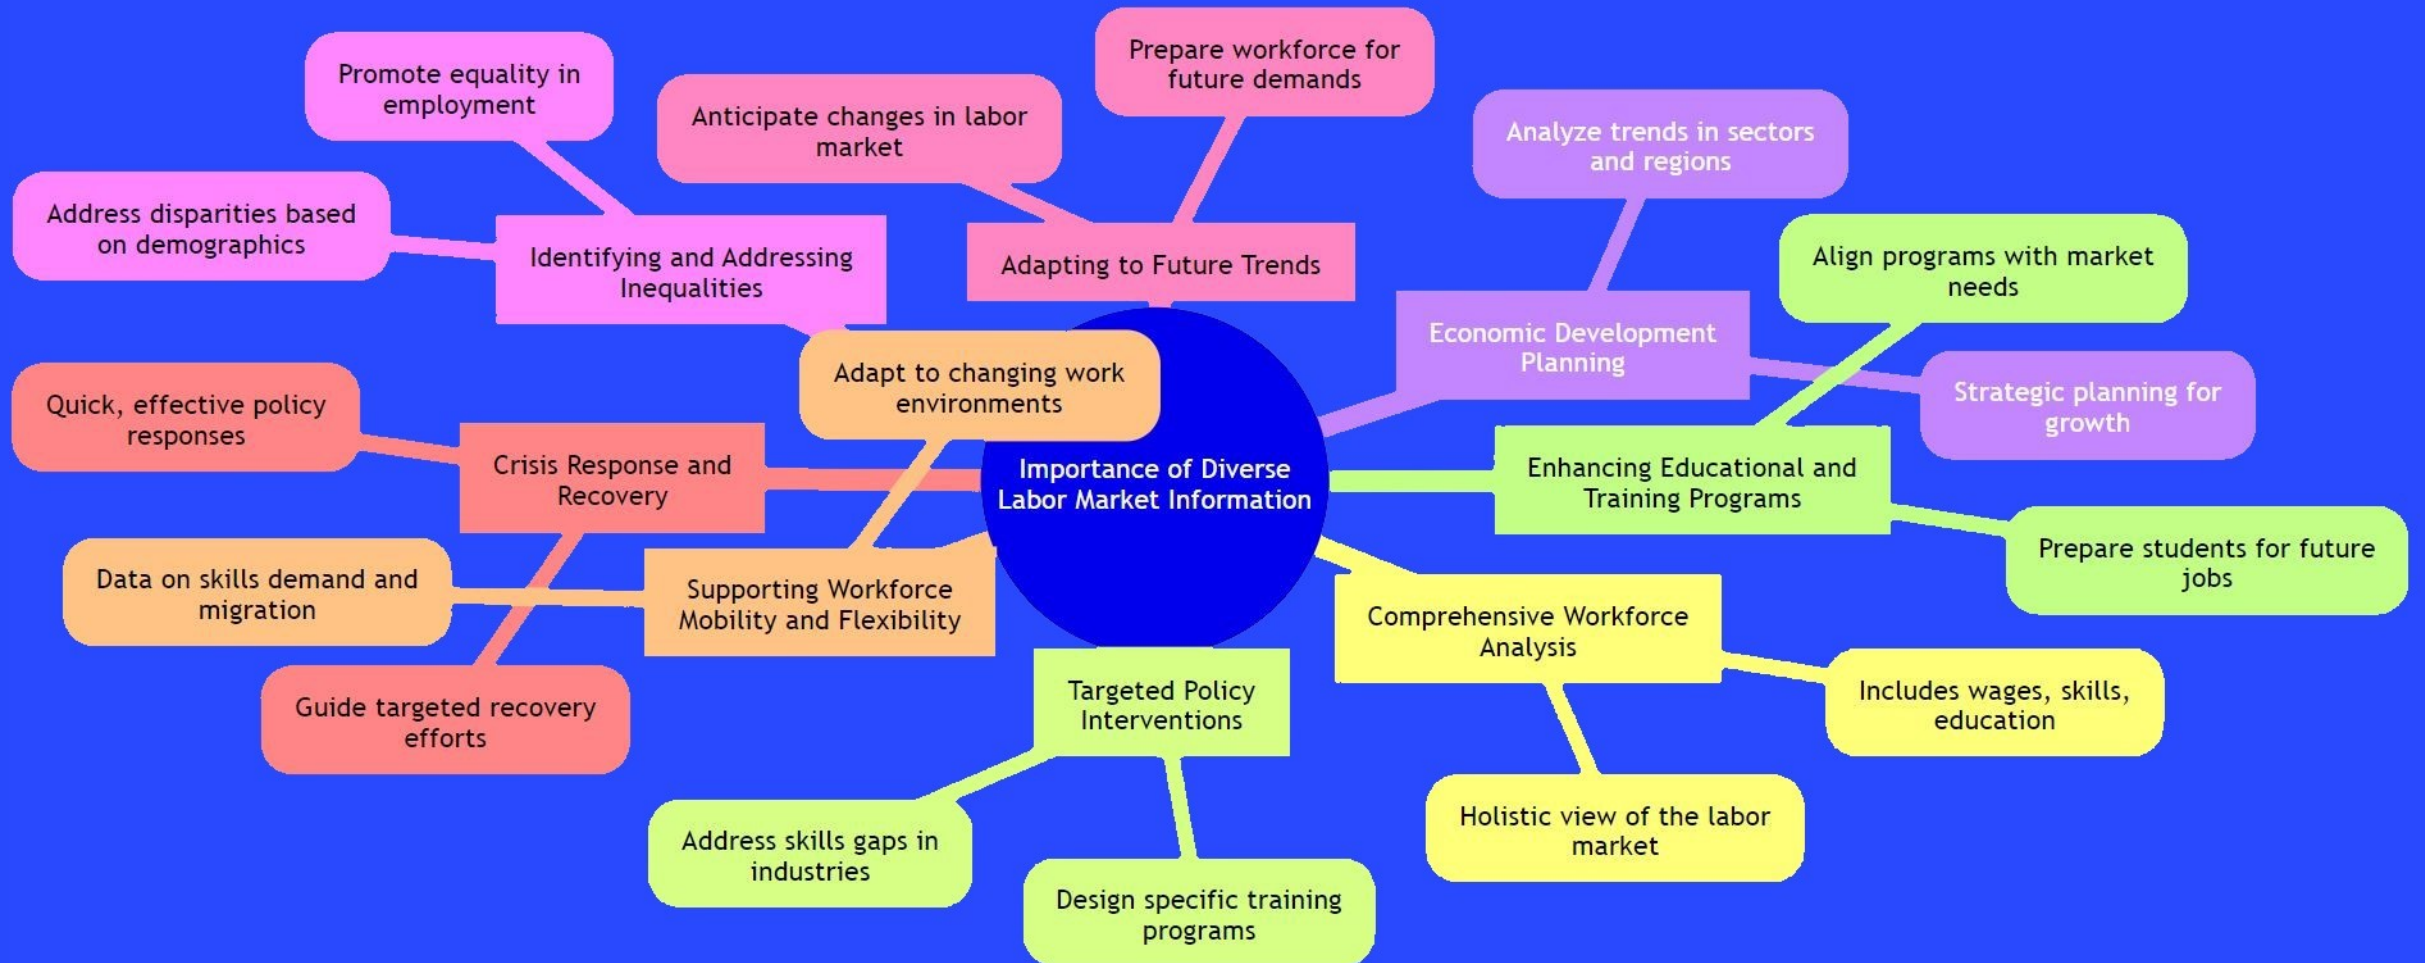 Importance of Diverse
Labor Market Information
Adapting to Future Trends
Anticipate changes in labor
market
Prepare workforce for
future demands
Economic Development
Planning
Analyze trends in sectors
and regions
Strategic planning for
growth
Enhancing Educational and
Training Programs
Align programs with market
needs
Prepare students for future
jobs
Comprehensive Workforce
Analysis
Includes wages, skills,
education
Holistic view of the labor
market
Targeted Policy
Interventions
Design specific training
programs
Address skills gaps in
industries
Supporting Workforce
Mobility and Flexibility
Data on skills demand and
migration
Adapt to changing work
environments
Crisis Response and
Recovery
Quick, effective policy
responses
Guide targeted recovery
efforts
Identifying and Addressing
Inequalities
Address disparities based
on demographics
Promote equality in
employment